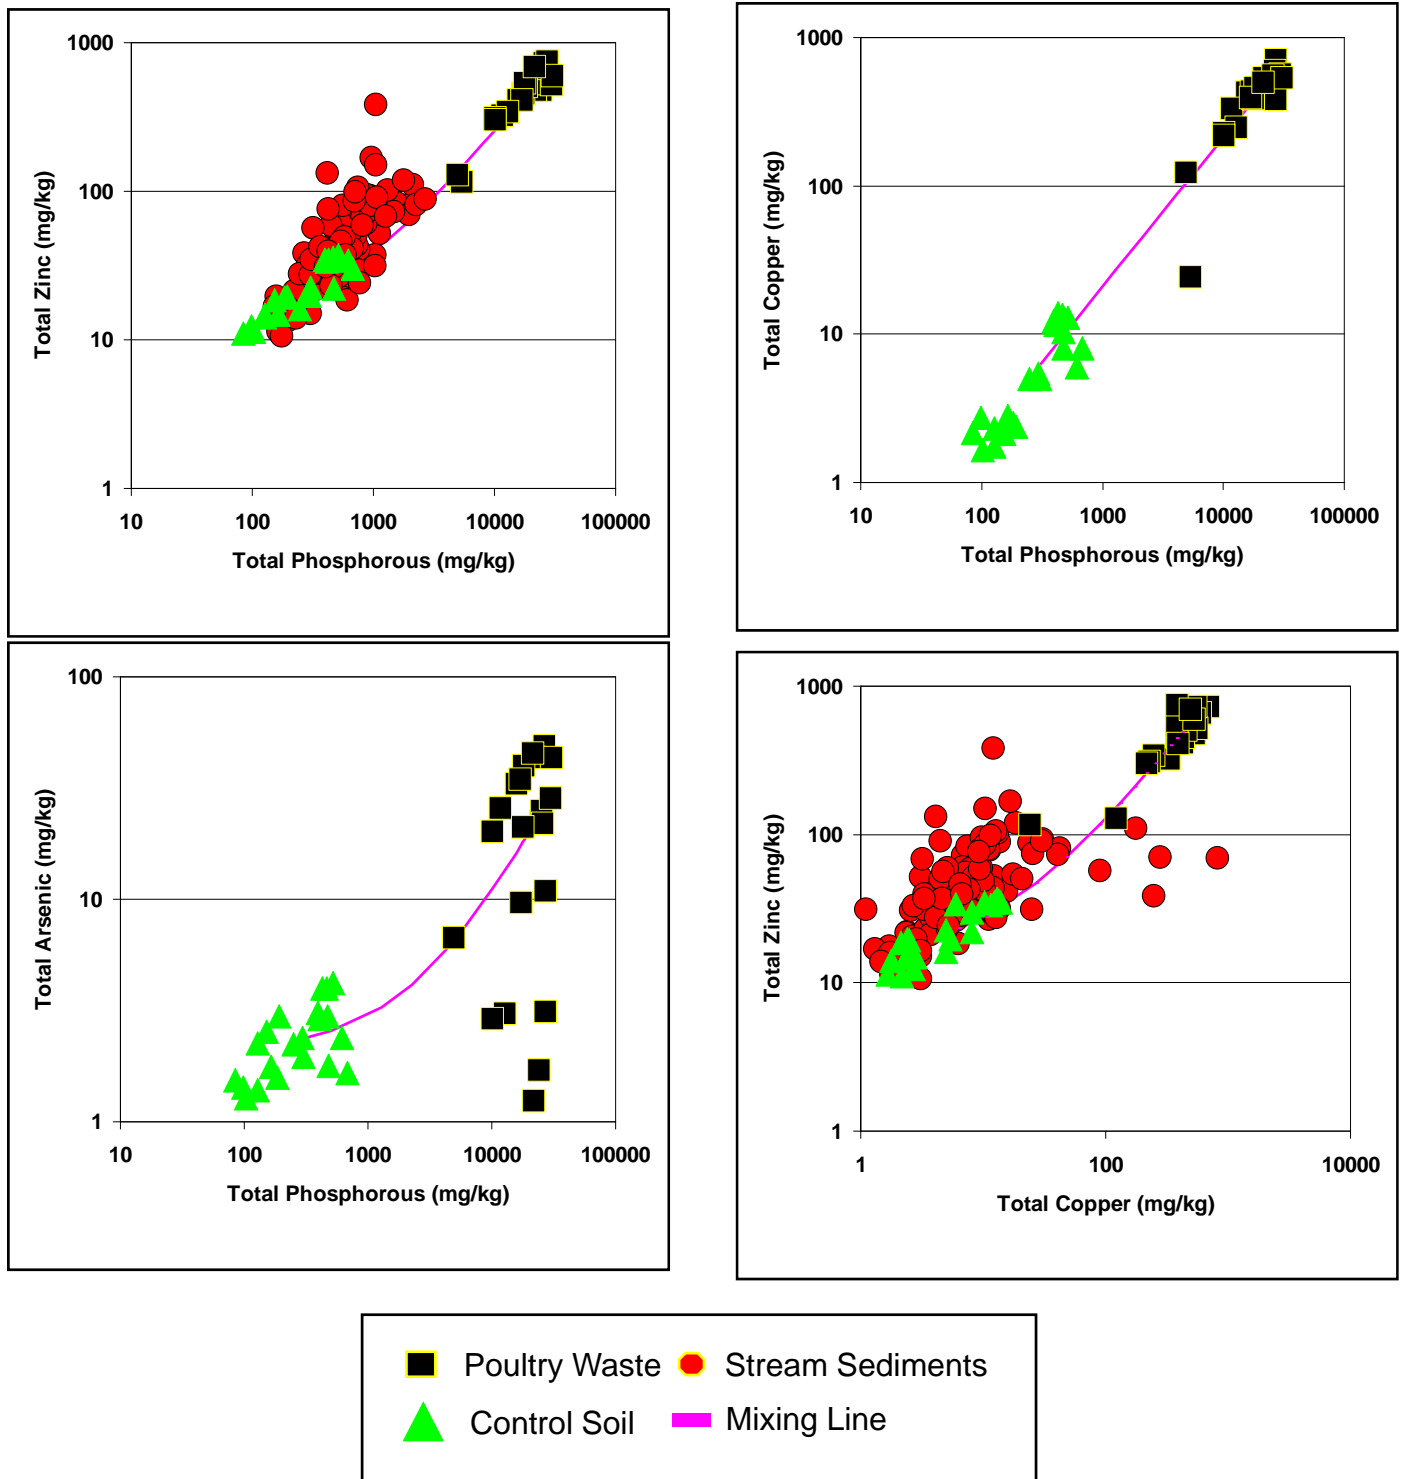 1000
100
10
1
10 100 1000 10000 100000
Total Zinc (mg/kg)
Total Phosphorous (mg/kg)
1000
100
10
1
10 100 1000 10000 100000
Total Copper (mg/kg)
Total Phosphorous (mg/kg)
100
10
1
10 100 1000 10000 100000
Total Arsenic (mg/kg)
Total Phosphorous (mg/kg)
1000
100
10
1
1 100 10000
Total Zinc (mg/kg)
Total Copper (mg/kg)
Poultry Waste Stream Sediments
Control Soil Mixing Line